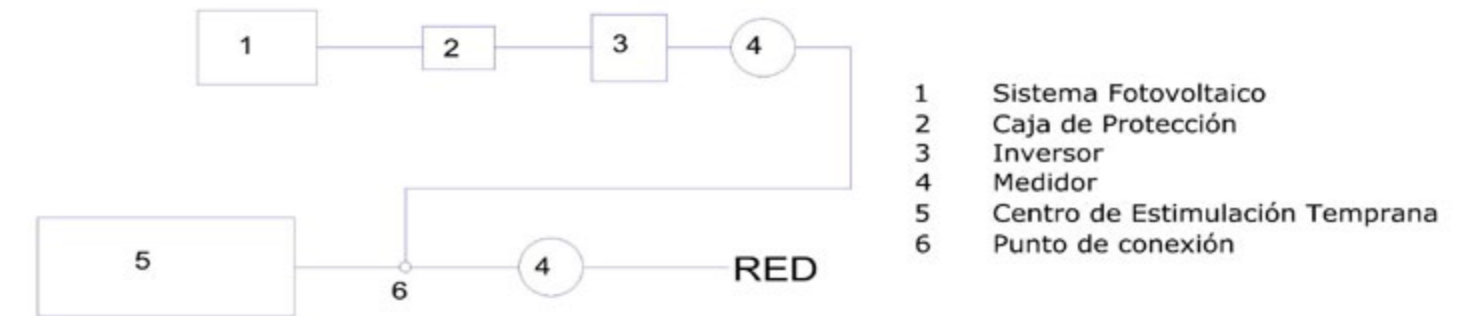 1
2
3
4
5
6
4
RED
1 Sistema Fotovoltaico
2 Caja de Protección
3 Inversor
4 Medidor
5 Centro de Estimulación Temprana
6 Punto de conexión